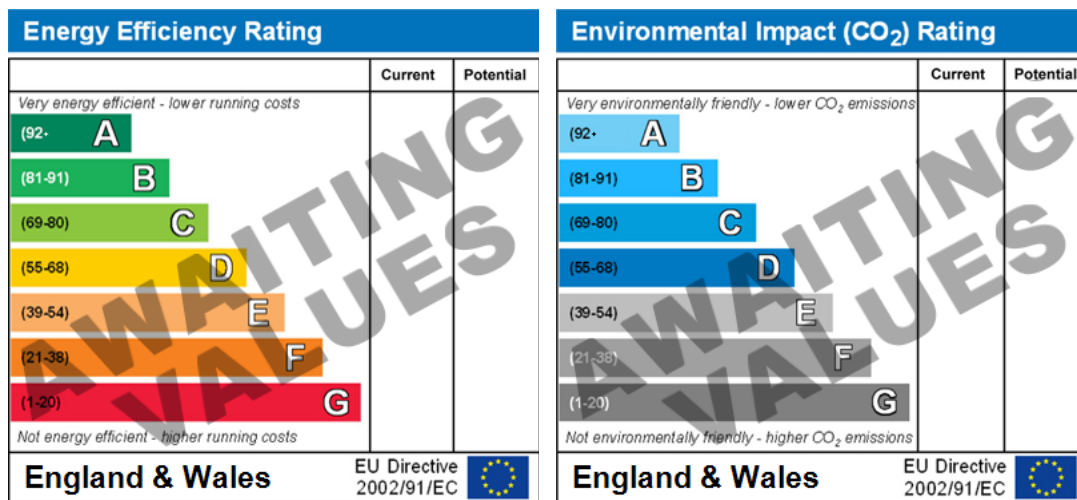 Energy Efficiency Rating
Current Potential
Very energy efficient - lower running costs
(92- A
(81-91) B
(69-80) C
(55-68) D
(39-54) E
(21-38) F
(1-20) G
Not energy efficient - higher running costs
AWAITING
VALUES
England & Wales
EU Directive
2002/91/EC
Environmental Impact (CO₂) Rating
Current Potential
Very environmentally friendly - lower CO₂ emissions
(92- A
(81-91) B
(69-80) C
(55-68) D
(39-54) E
(21-38) F
(1-20) G
Not environmentally friendly - higher CO₂ emissions
AWAITING
VALUES
England & Wales
EU Directive
2002/91/EC